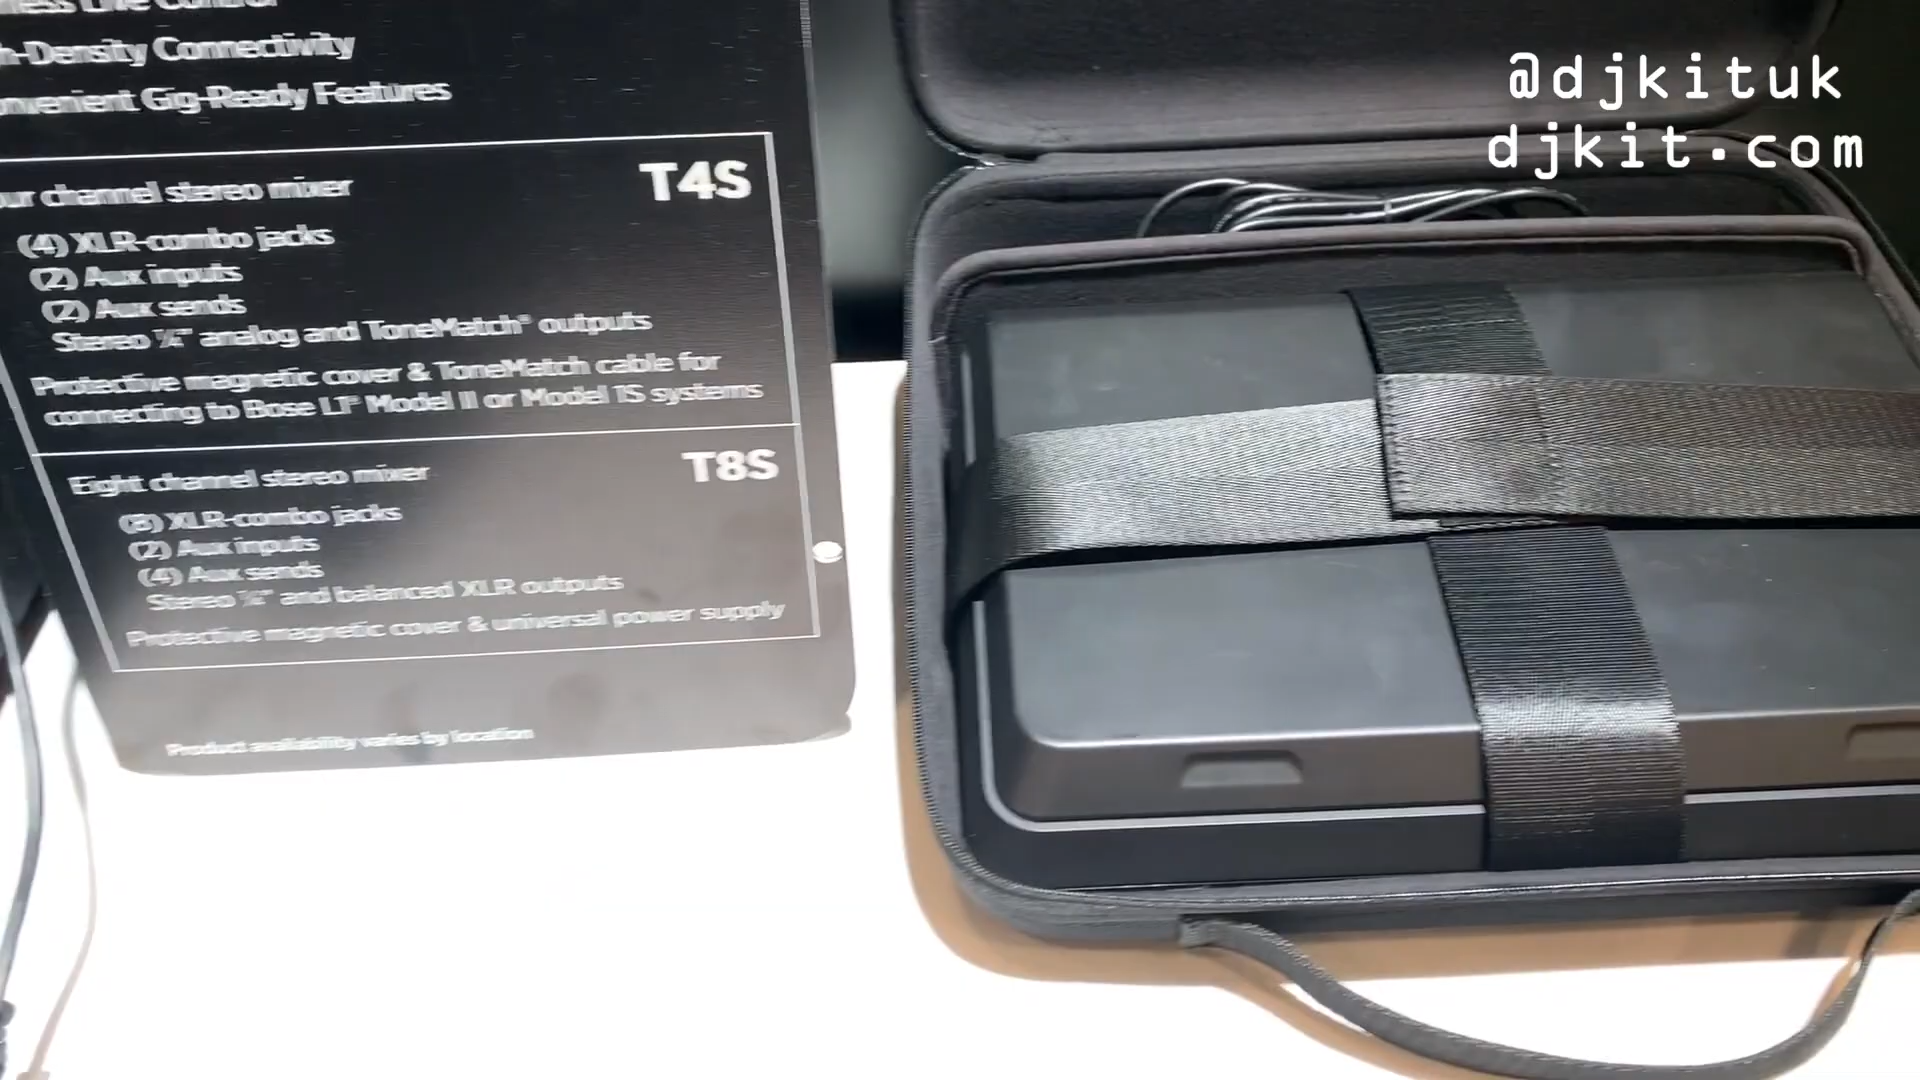 @djkituk
djkit.com
Live Control
h-Density Connectivity
nvenient Gig-Ready Features
ur channel stereo mixer
T4S
(4) XLR-combo jacks
(2) Aux inputs
(2) Aux sends
Stereo ¼" analog and ToneMatch® outputs
Protective magnetic cover & ToneMatch cable for
connecting to Bose L1® Model II or Model 1S systems
Eight channel stereo mixer
T8S
(8) XLR-combo jacks
(2) Aux inputs
(4) Aux sends
Stereo ¼" and balanced XLR outputs
Protective magnetic cover & universal power supply
Product availability varies by location